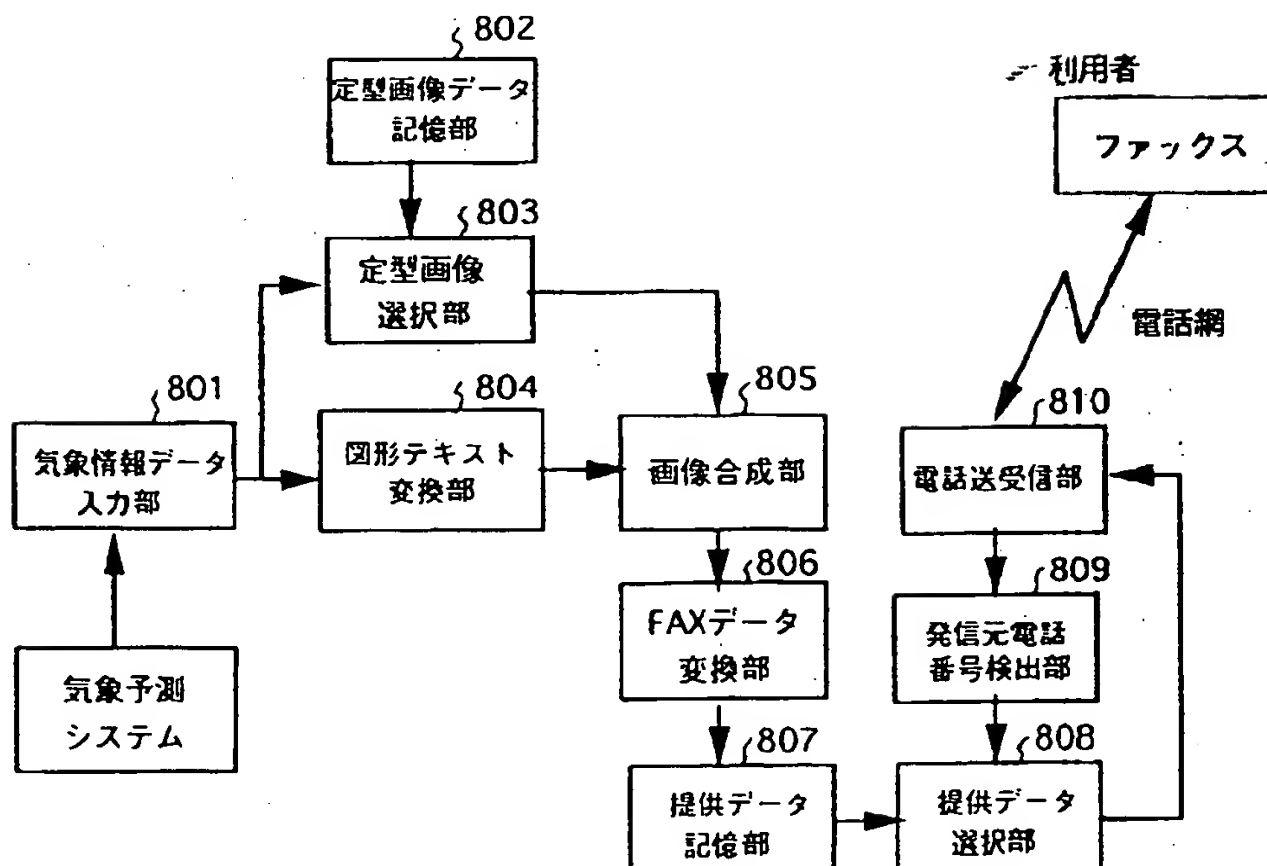 802
定型画像データ
記憶部
利用者
ファックス
803
定型画像
選択部
電話網
801
気象情報データ
入力部
804
図形テキスト
変換部
805
画像合成部
810
電話送受信部
806
FAXデータ
変換部
809
発信元電話
番号検出部
気象予測
システム
807
提供データ
記憶部
808
提供データ
選択部